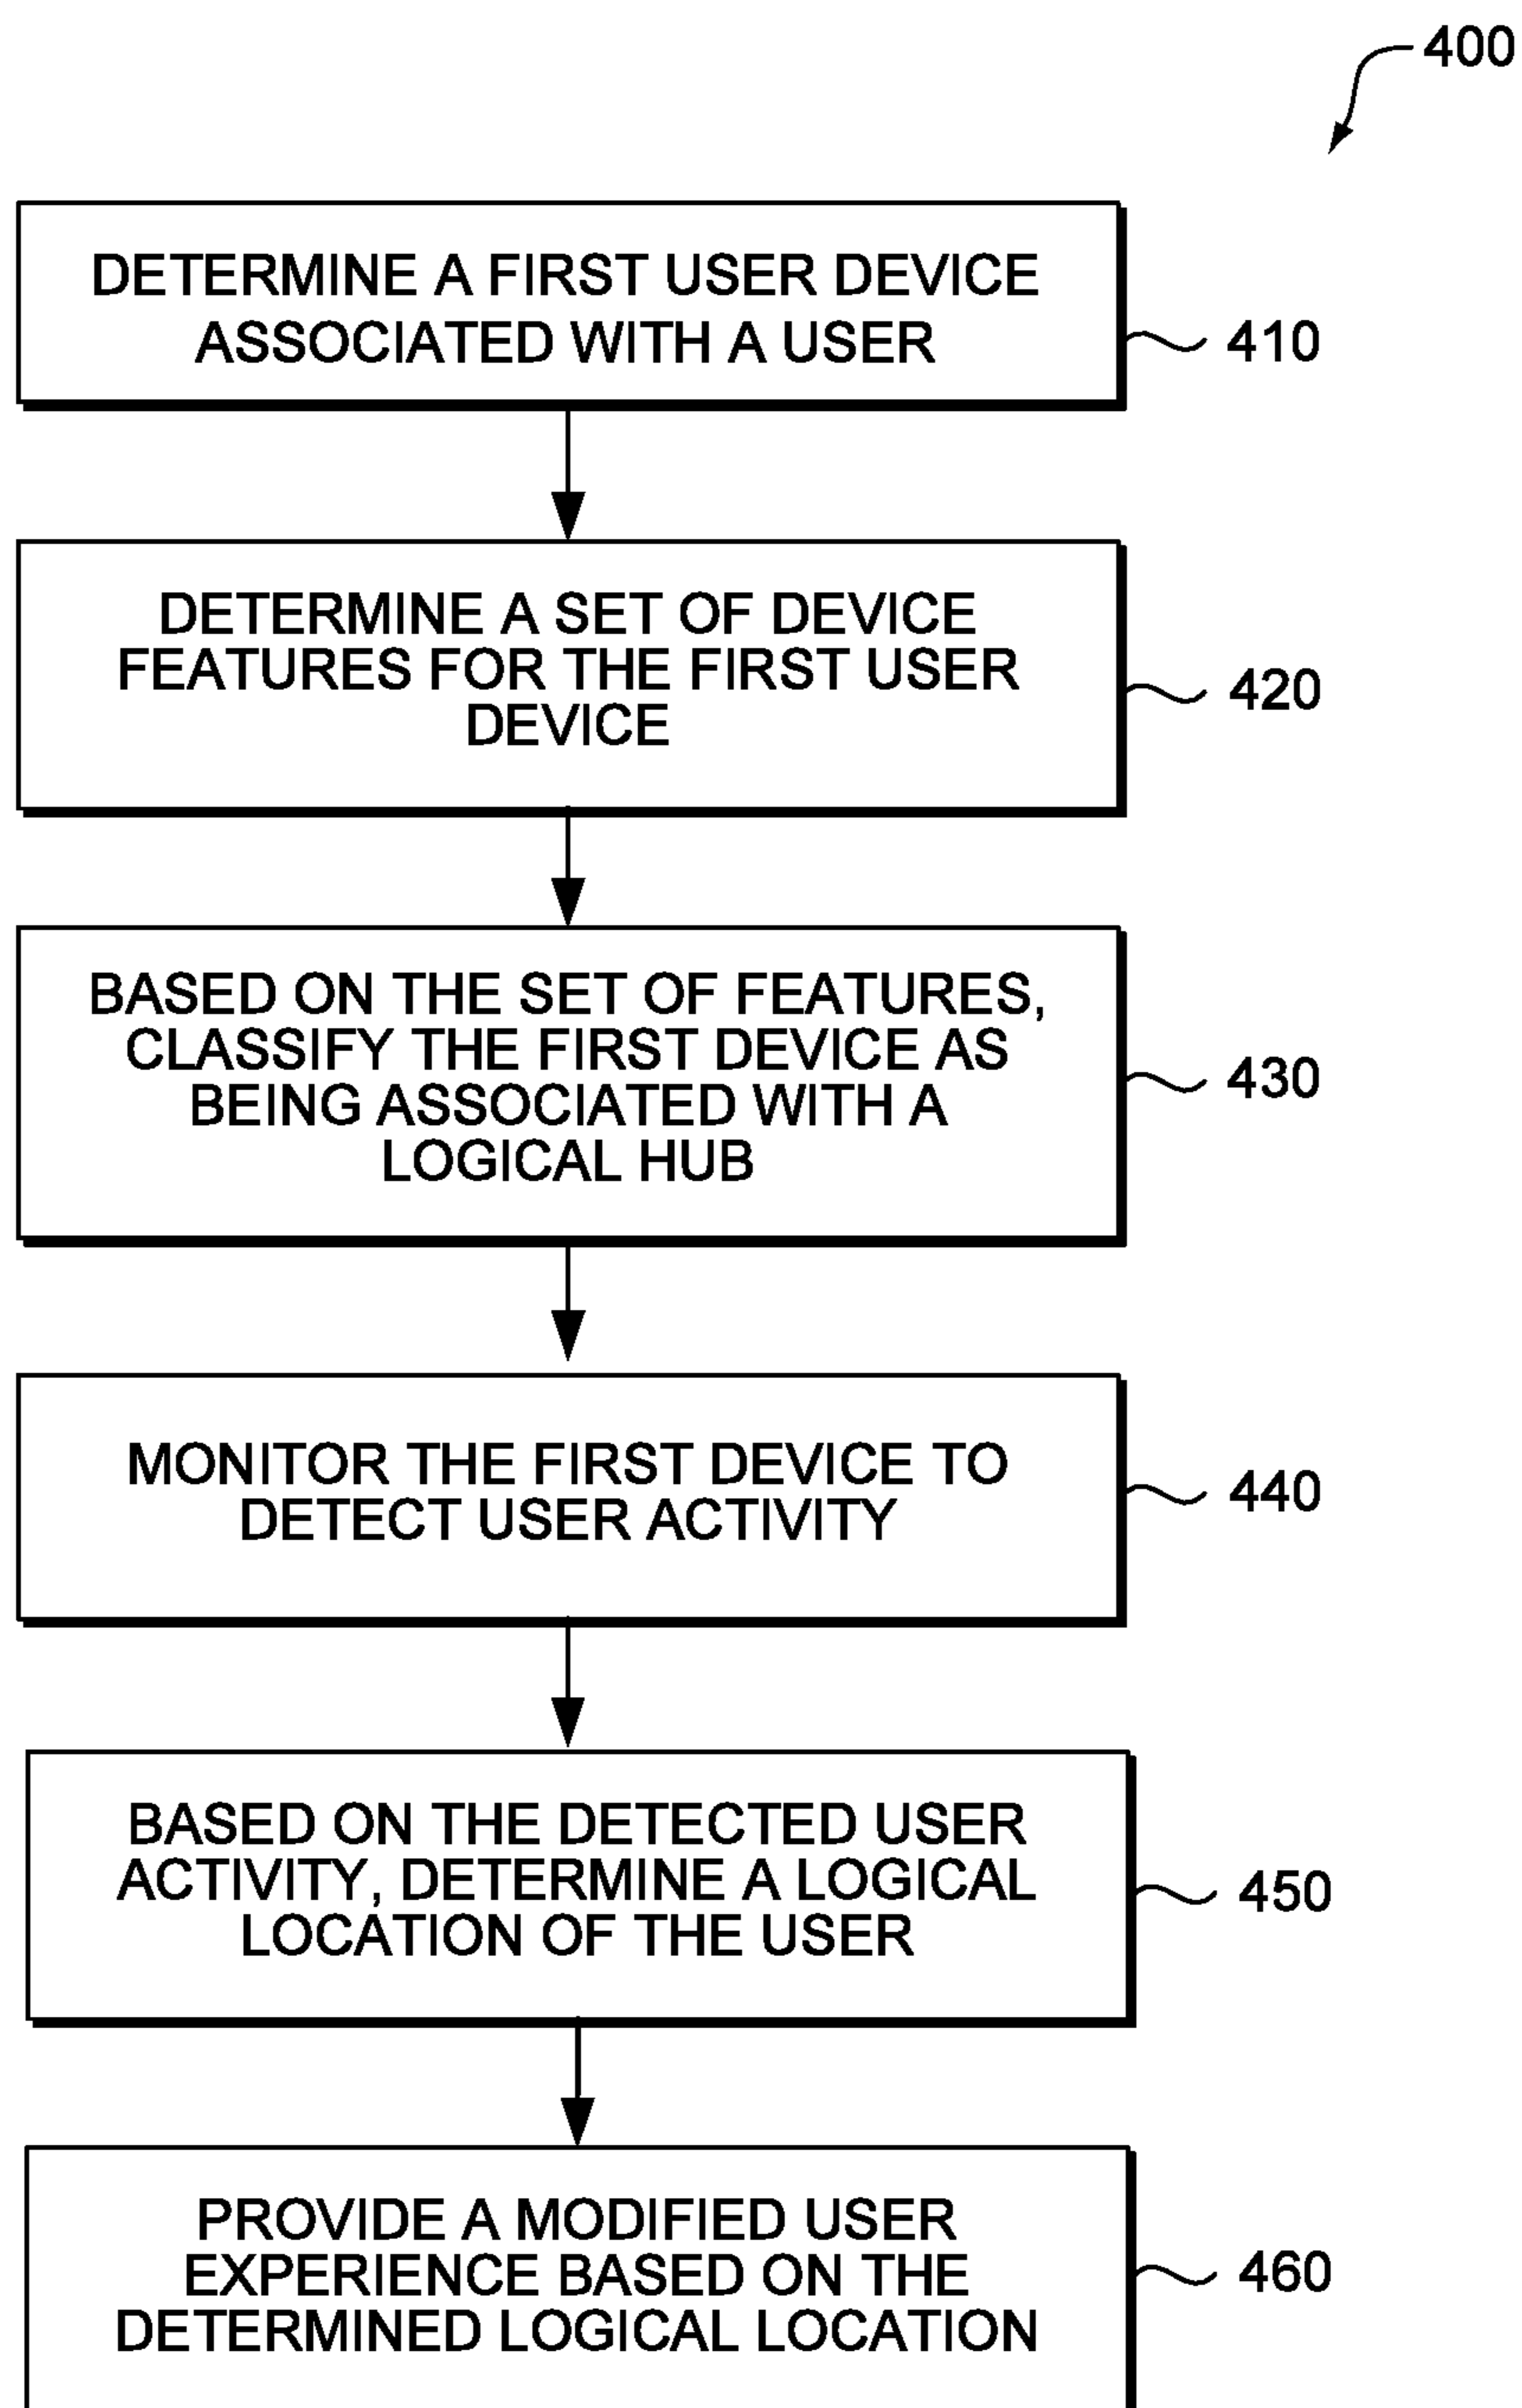 400
DETERMINE A FIRST USER DEVICE
ASSOCIATED WITH A USER
410
DETERMINE A SET OF DEVICE
FEATURES FOR THE FIRST USER
DEVICE
420
BASED ON THE SET OF FEATURES,
CLASSIFY THE FIRST DEVICE AS
BEING ASSOCIATED WITH A
LOGICAL HUB
430
MONITOR THE FIRST DEVICE TO
DETECT USER ACTIVITY
440
BASED ON THE DETECTED USER
ACTIVITY, DETERMINE A LOGICAL
LOCATION OF THE USER
450
PROVIDE A MODIFIED USER
EXPERIENCE BASED ON THE
DETERMINED LOGICAL LOCATION
460